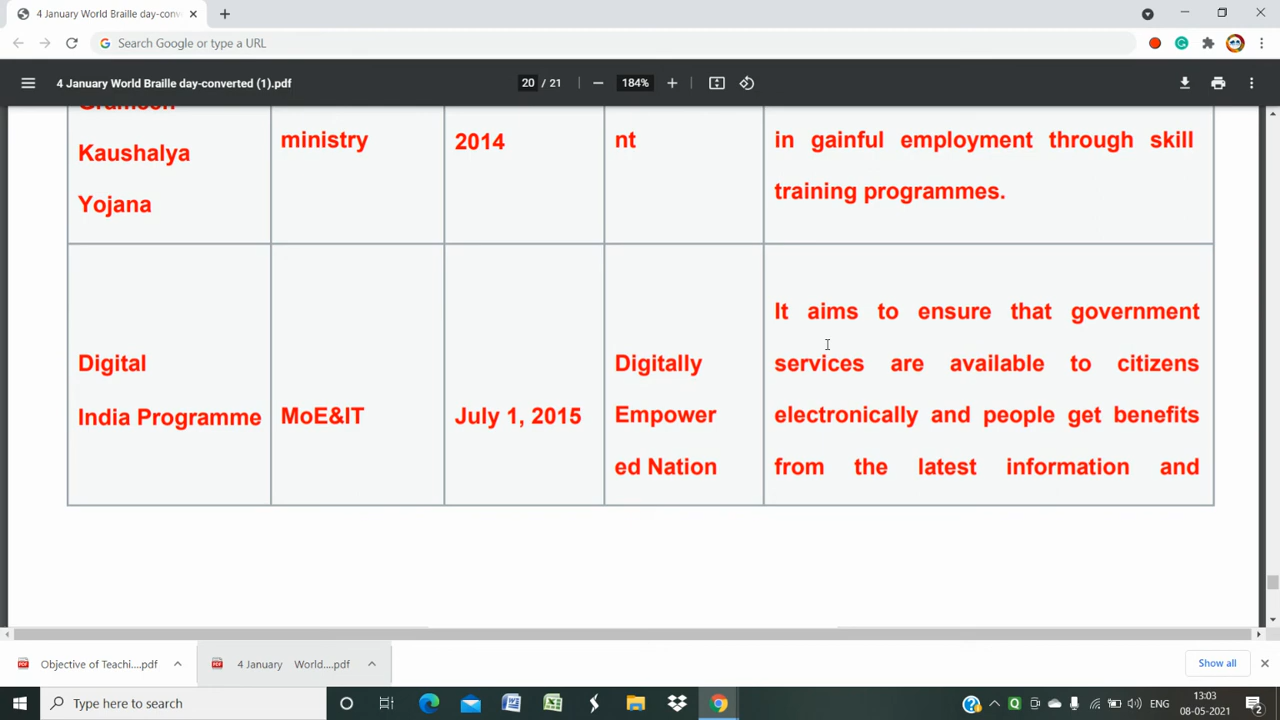 4 January World Braille day-conv
Search Google or type a URL
4 January World Braille day-converted (1).pdf
20 / 21
184%
Grameen
Kaushalya
Yojana
ministry
2014
nt
in gainful employment through skill
training programmes.
Digital
India Programme
MoE&IT
July 1, 2015
Digitally
Empower
ed Nation
It aims to ensure that government
services are available to citizens
electronically and people get benefits
from the latest information and
Objective of Teachi....pdf
4 January World....pdf
Show all
Type here to search
ENG
13:03
08-05-2021
2